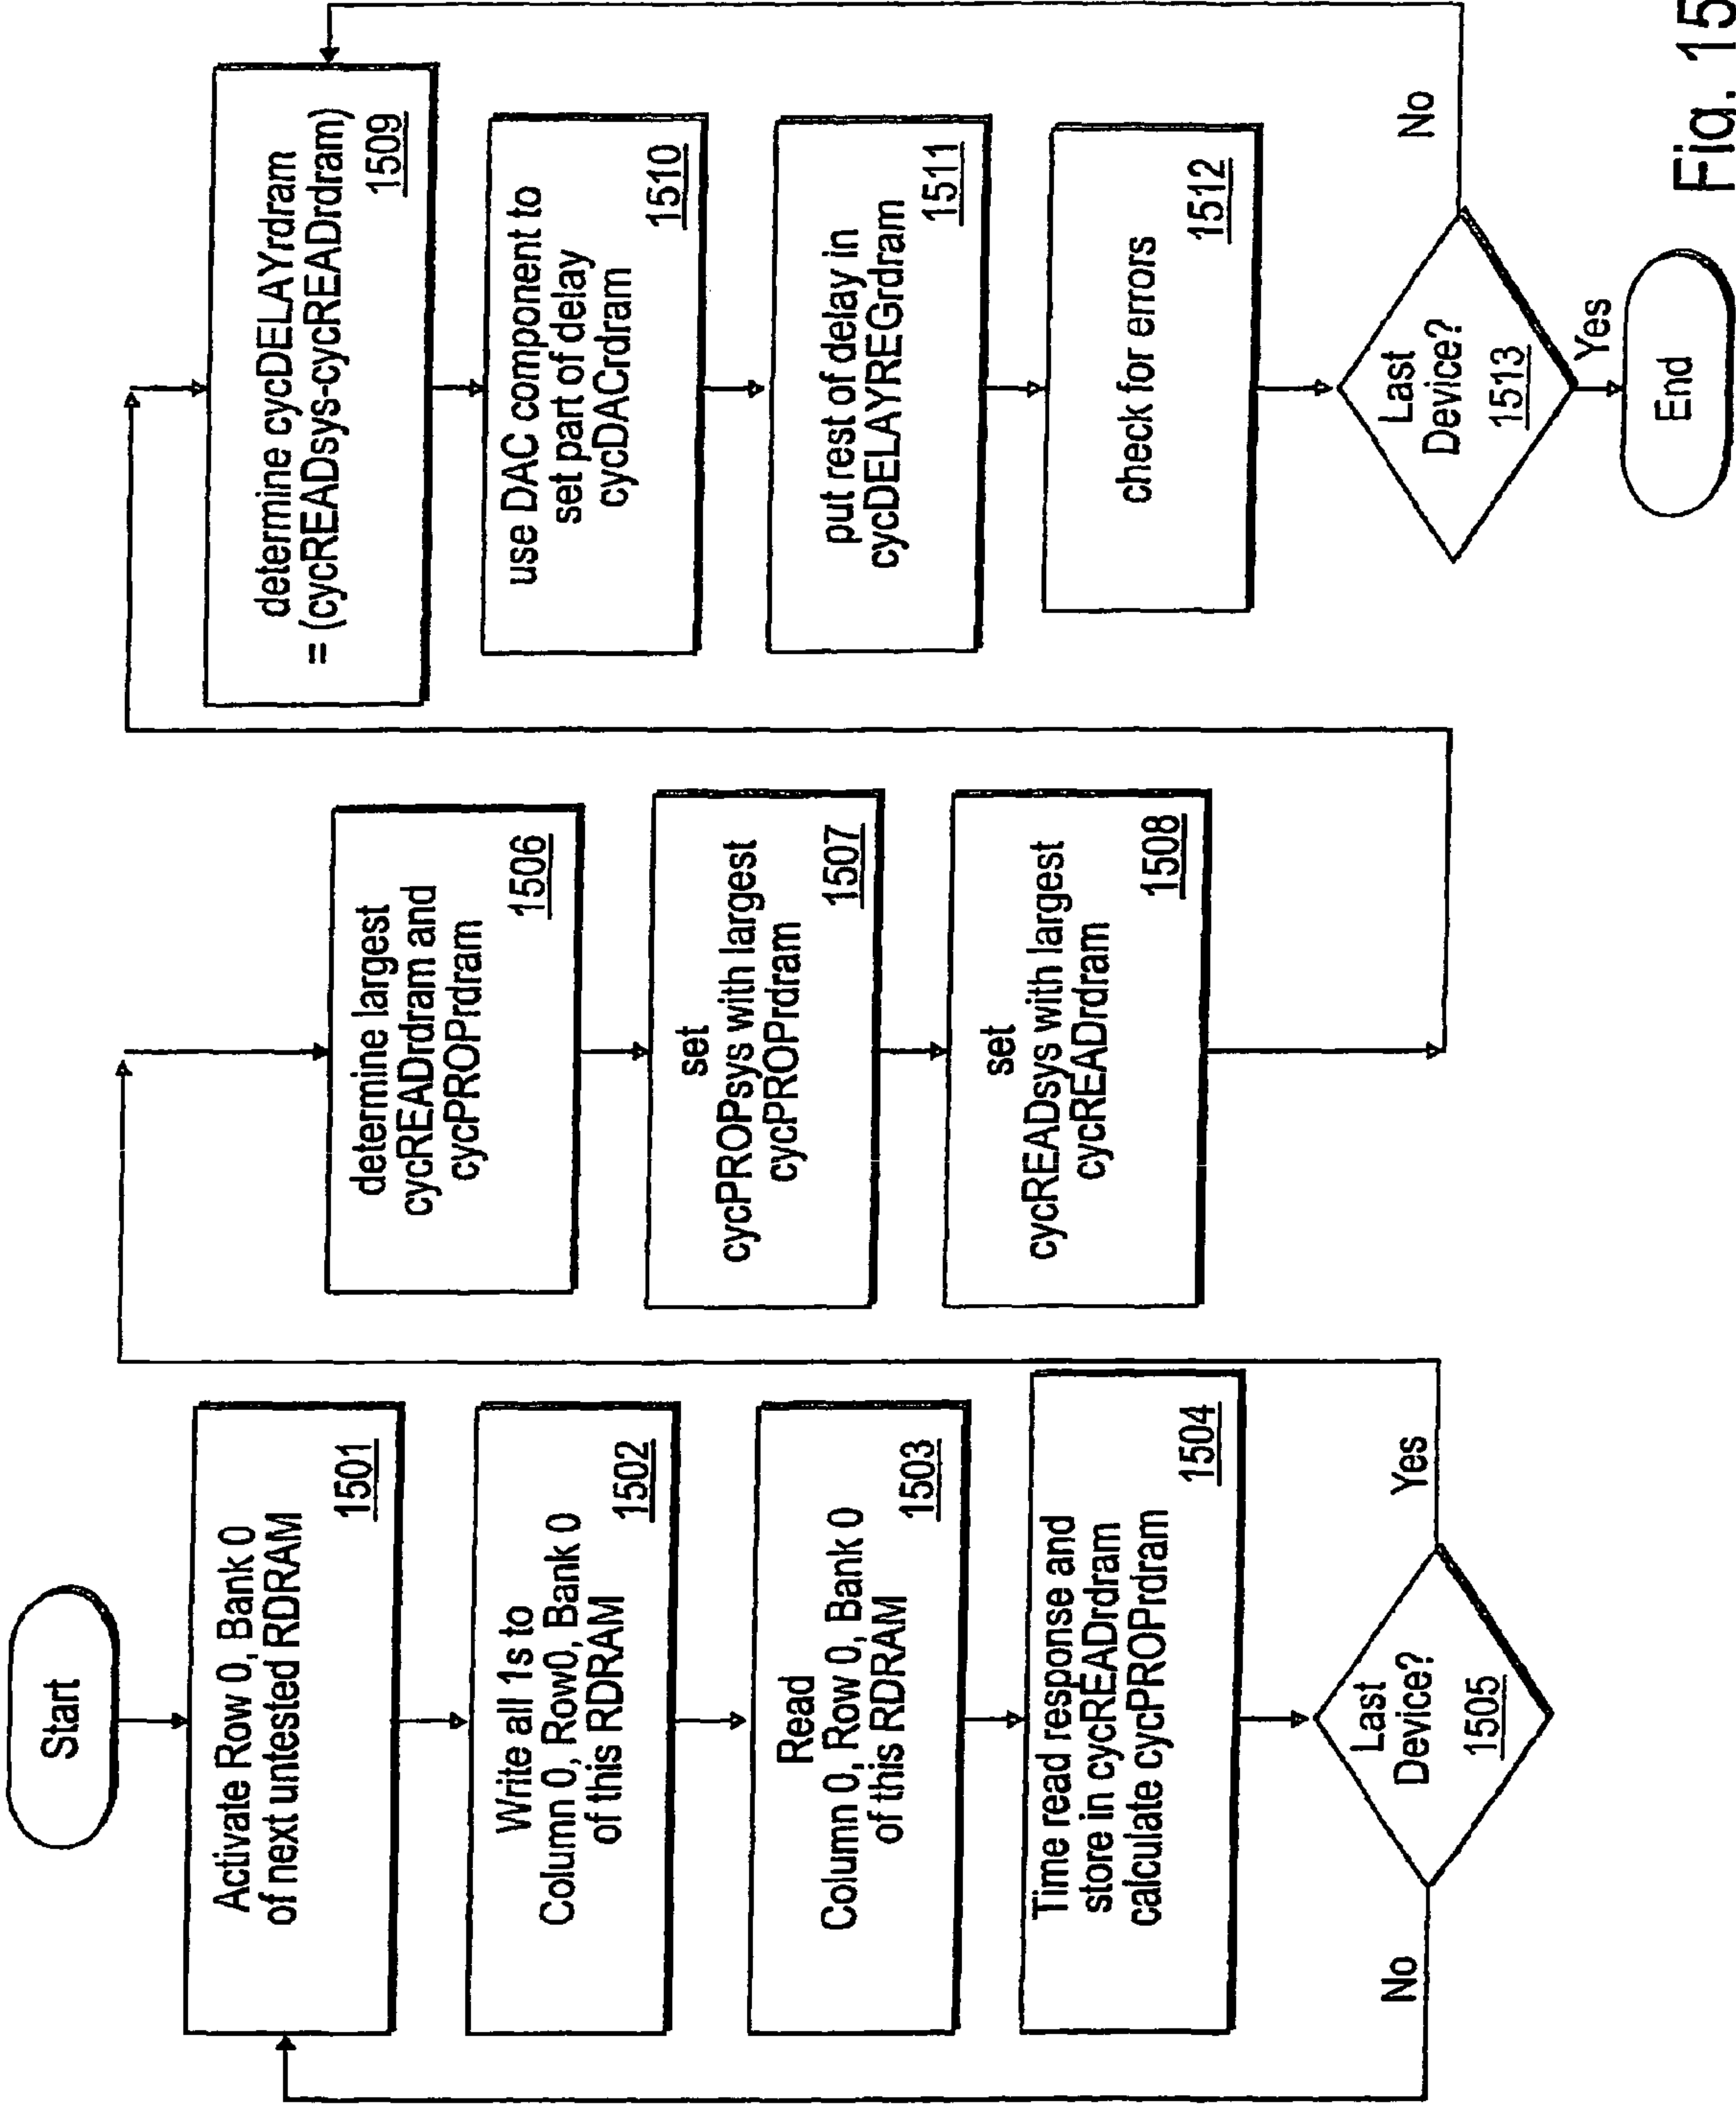 Start
Activate Row 0, Bank 0
of next untested RDRAM
1501
Write all 1s to
Column 0, Row0, Bank 0
of this RDRAM
1502
Read
Column 0, Row 0, Bank 0
of this RDRAM
1503
Time read response and
store in cycREADrdram
calculate cycPROPrdram
1504
Last
Device?
1505
No
Yes
determine largest
cycREADrdram and
cycPROPrdram
1506
set
cycPROPsys with largest
cycPROPrdram
1507
set
cycREADsys with largest
cycREADrdram
1508
determine cycDELAYrdram
= (cycREADsys-cycREADrdram)
1509
use DAC component to
set part of delay
cycDACrdram
1510
put rest of delay in
cycDELAYREGrdram
1511
check for errors
1512
Last
Device?
1513
No
Yes
End
Fig. 15